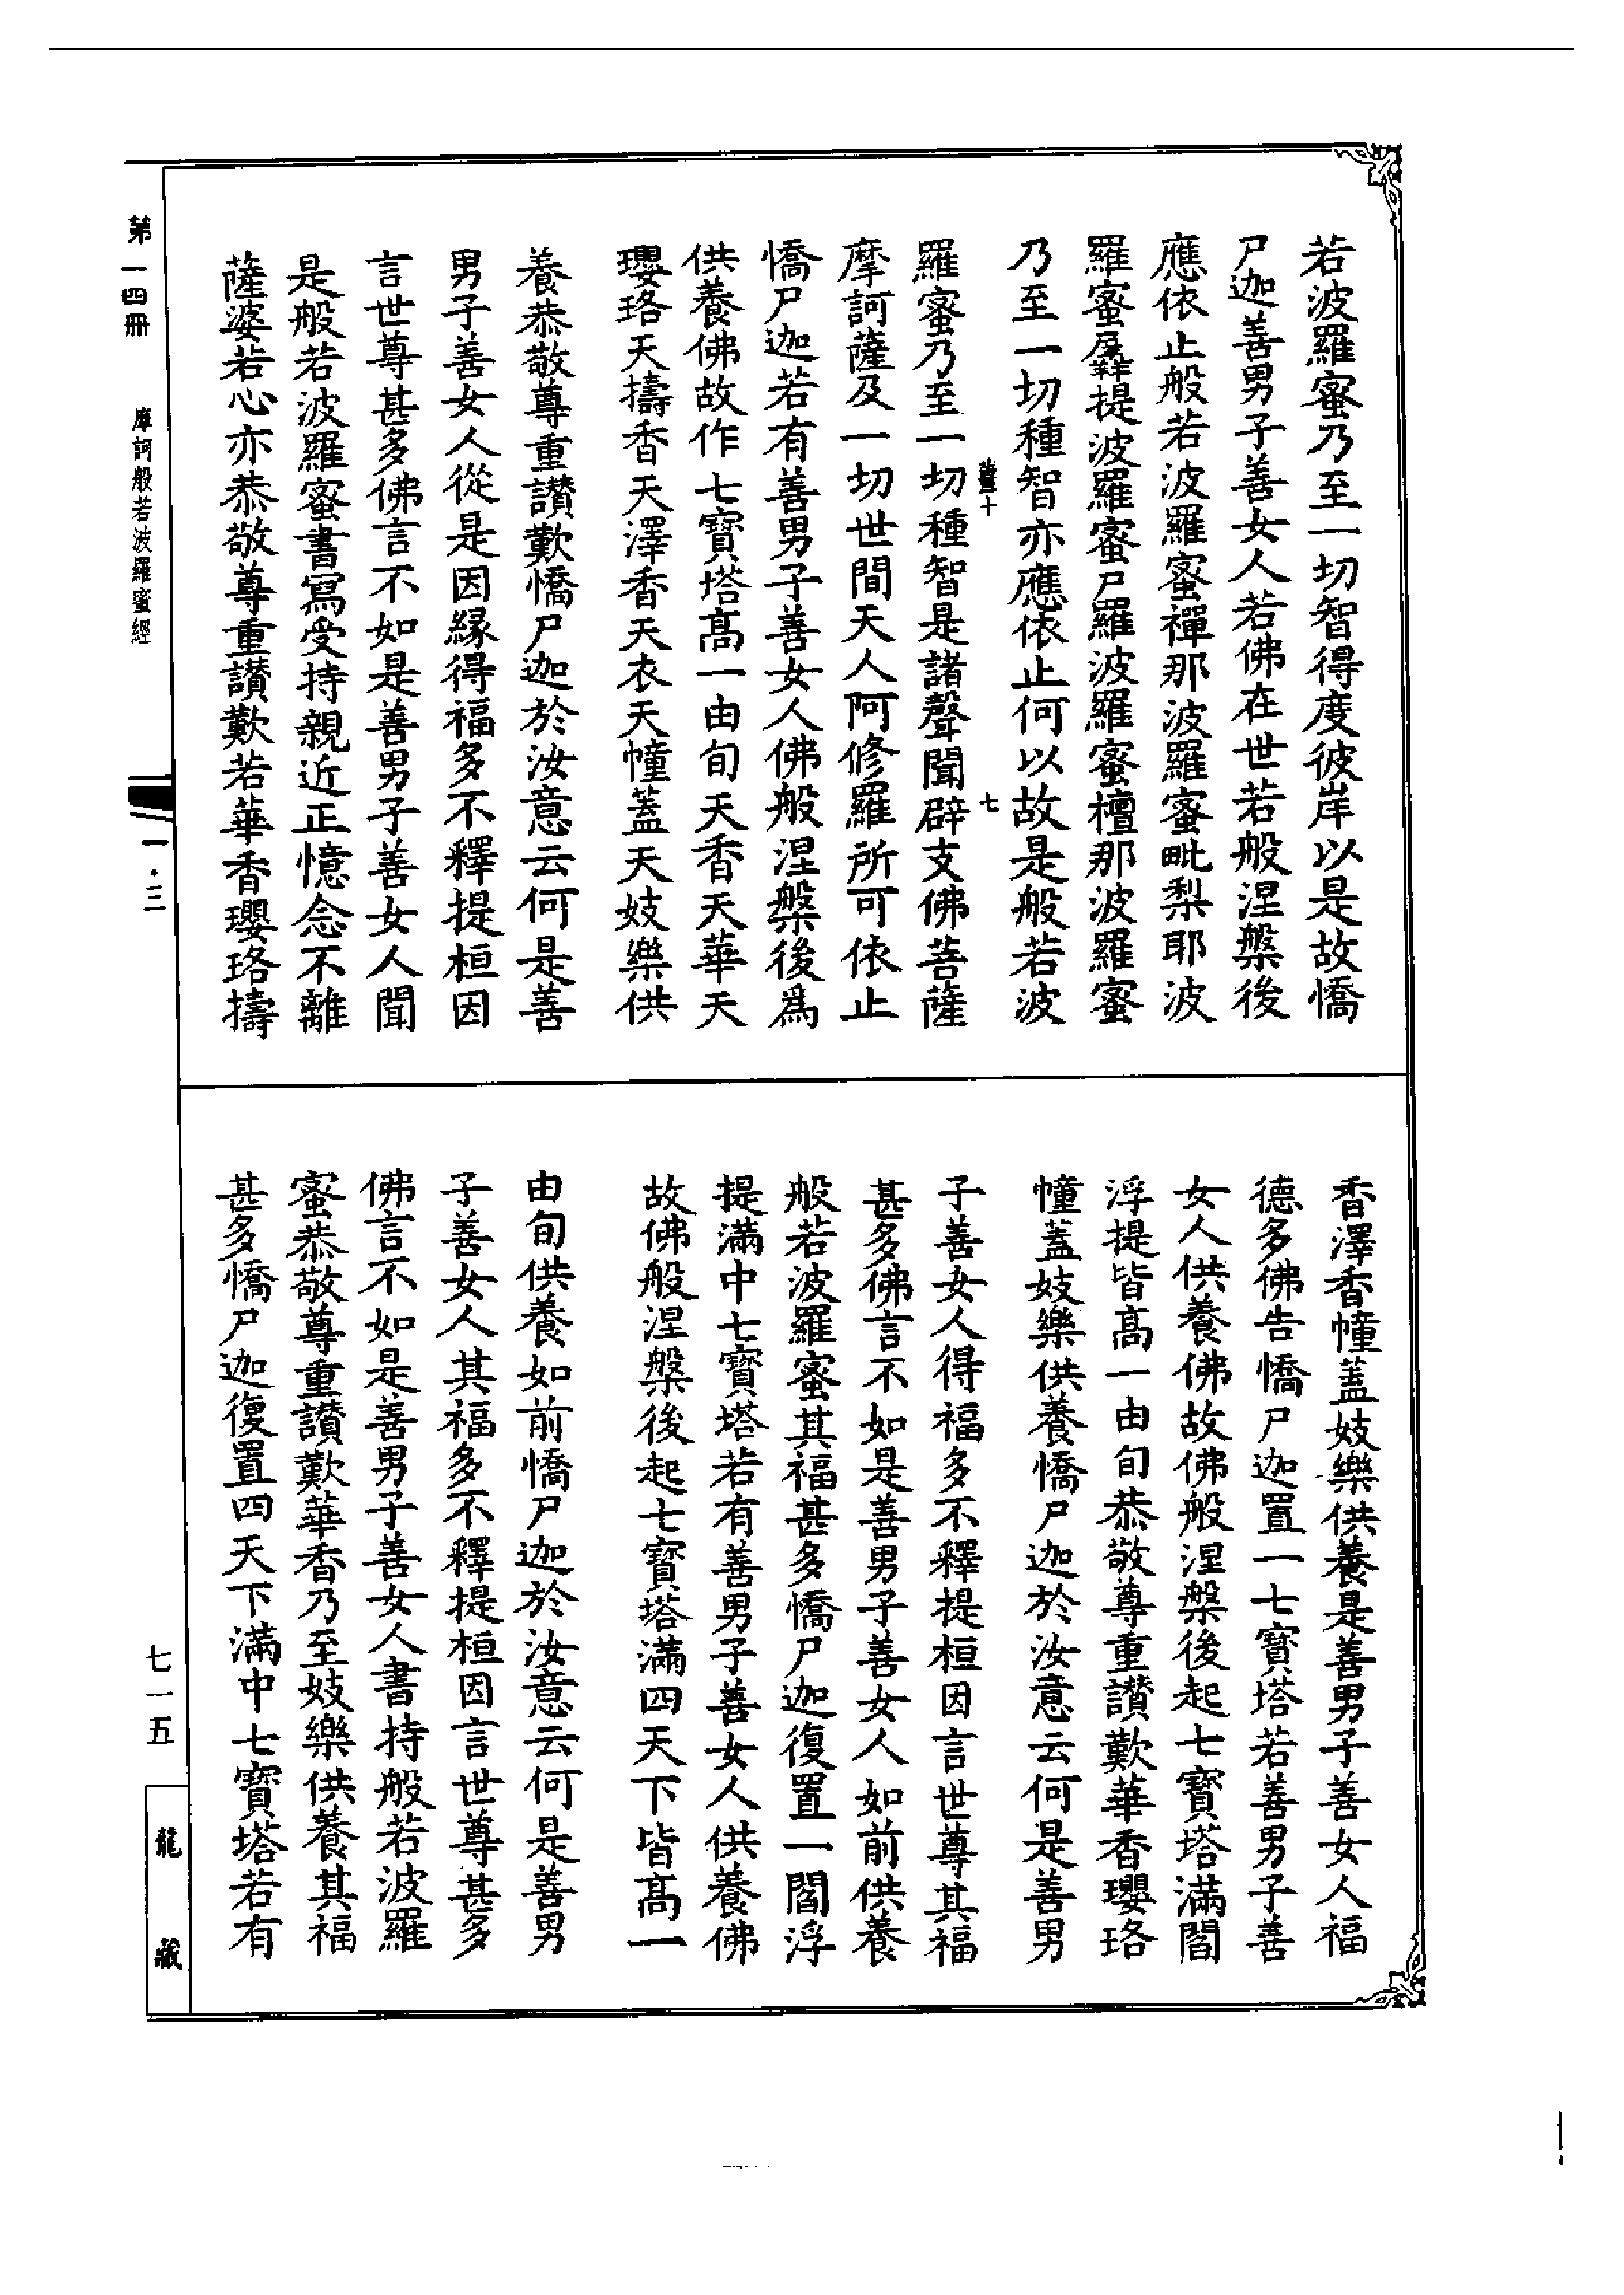 若波羅蜜乃至一切智得度彼岸以是故憍
尸迦善男子善女人若佛在世若般涅槃後
應依止般若波羅蜜禪那波羅蜜毗梨耶波
羅蜜羼提波羅蜜尸羅波羅蜜檀那波羅蜜
乃至一切種智亦應依止何以故是般若波
羅蜜乃至一切種智是諸聲聞辟支佛菩薩
摩訶薩及一切世間天人阿修羅所可依止
憍尸迦若有善男子善女人佛般涅槃後爲
供養佛故作七寶塔高一由旬天香天華天
瓔珞天擣香天澤香天衣天幢蓋天妓樂供
養恭敬尊重讃歎憍尸迦於汝意云何是善
男子善女人從是因緣得福多不釋提桓因
言世尊甚多佛言不如是善男子善女人聞
是般若波羅蜜書寫受持親近正憶念不離
薩婆若心亦恭敬尊重讃歎若華香瓔珞擣
香澤香幢蓋妓樂供養是善男子善女人福
德多佛告憍尸迦置一七寶塔若善男子善
女人供養佛故佛般涅槃後起七寶塔滿閻
浮提皆高一由旬恭敬尊重讃歎華香瓔珞
幢蓋妓樂供養憍尸迦於汝意云何是善男
子善女人得福多不釋提桓因言世尊其福
甚多佛言不如是善男子善女人如前供養
般若波羅蜜其福甚多憍尸迦復置一閻浮
提滿中七寶塔若有善男子善女人供養佛
故佛般涅槃後起七寶塔滿四天下皆高一
由旬供養如前憍尸迦於汝意云何是善男
子善女人其福多不釋提桓因言世尊甚多
佛言不如是善男子善女人書持般若波羅
蜜恭敬尊重讃歎華香乃至妓樂供養其福
甚多憍尸迦復置四天下滿中七寶塔若有
第一四冊
摩訶般若波羅蜜經
一·三
七一五
龍藏